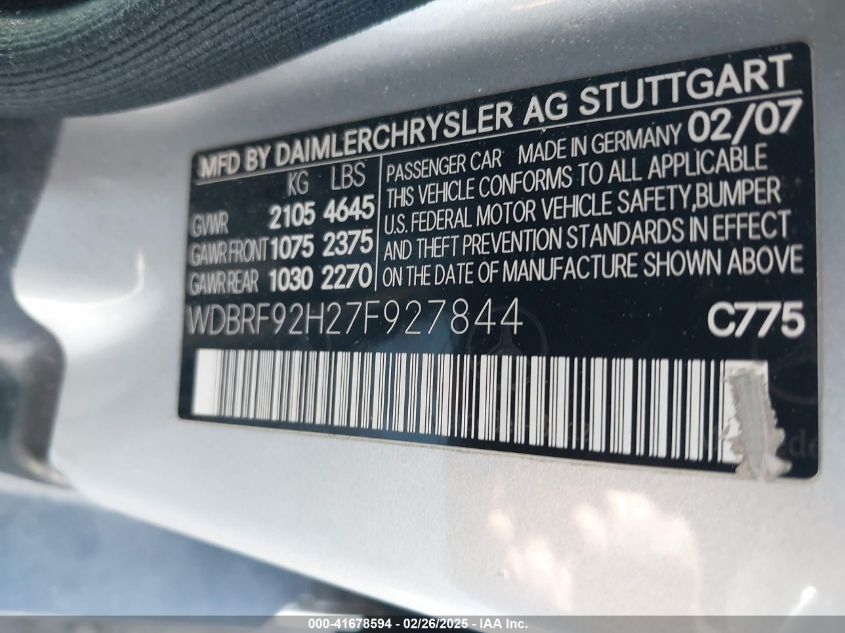 MFD BY DAIMLERCHRYSLER AG STUTTGART
KG LBS
GVWR 2105 4645
GAWR FRONT 1075 2375
GAWR REAR 1030 2270
PASSENGER CAR MADE IN GERMANY 02/07
THIS VEHICLE CONFORMS TO ALL APPLICABLE
U.S. FEDERAL MOTOR VEHICLE SAFETY,BUMPER
AND THEFT PREVENTION STANDARDS IN EFFECT
ON THE DATE OF MANUFACTURE SHOWN ABOVE
WDBRF92H27F927844 C775
000-41678594 - 02/26/2025 - IAA Inc.